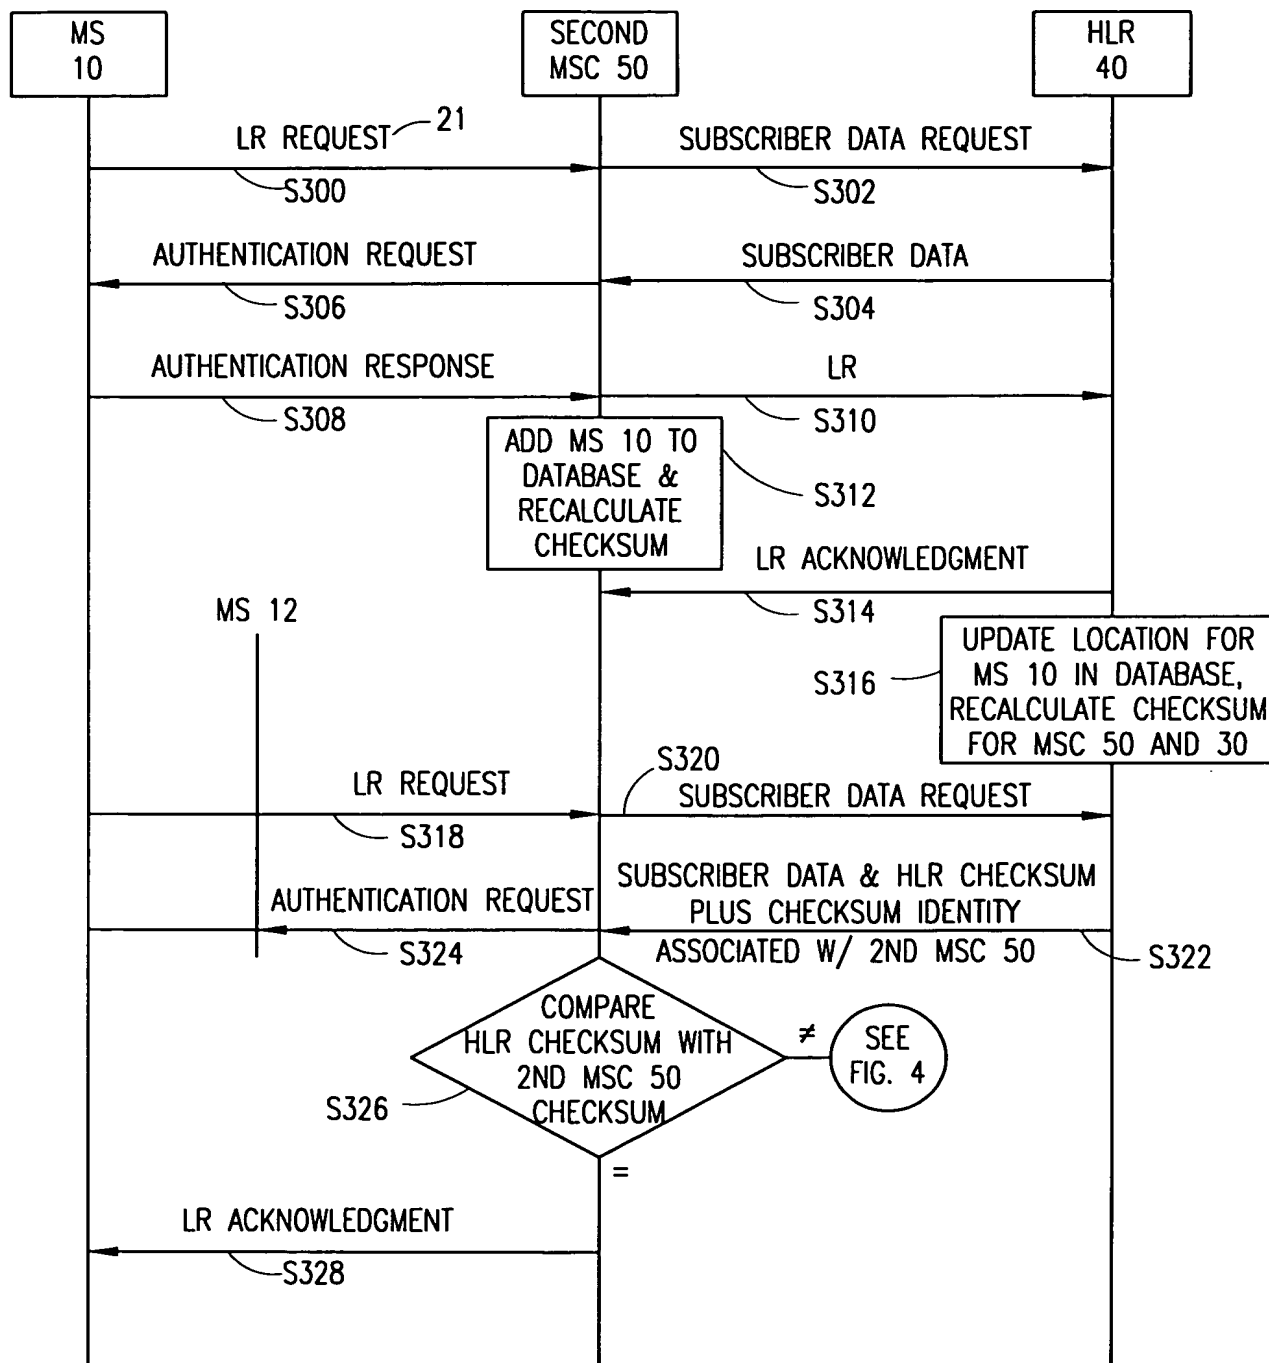 MS
10
SECOND
MSC 50
HLR
40
LR REQUEST
21
SUBSCRIBER DATA REQUEST
S300
S302
AUTHENTICATION REQUEST
SUBSCRIBER DATA
S306
S304
AUTHENTICATION RESPONSE
LR
S308
S310
ADD MS 10 TO
DATABASE &
RECALCULATE
CHECKSUM
S312
LR ACKNOWLEDGMENT
S314
MS 12
UPDATE LOCATION FOR
MS 10 IN DATABASE,
RECALCULATE CHECKSUM
FOR MSC 50 AND 30
S316
LR REQUEST
S320
SUBSCRIBER DATA REQUEST
S318
AUTHENTICATION REQUEST
SUBSCRIBER DATA & HLR CHECKSUM
PLUS CHECKSUM IDENTITY
ASSOCIATED W/ 2ND MSC 50
S324
S322
COMPARE
HLR CHECKSUM WITH
2ND MSC 50
CHECKSUM
≠
SEE
FIG. 4
S326
=
LR ACKNOWLEDGMENT
S328